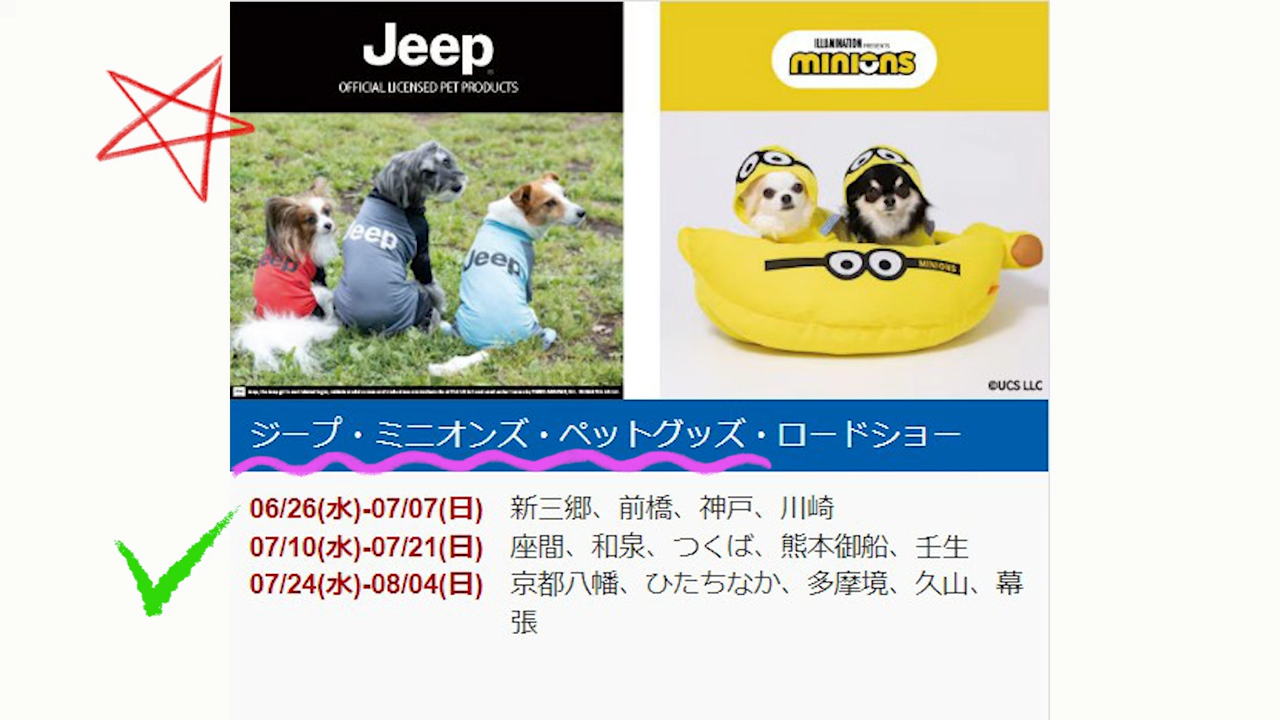 Jeep
OFFICIAL LICENSED PET PRODUCTS
ILLUMINATION PRESENTS
minions
Jeep
Jeep
eep
MINIONS
©UCS LLC
ジープ・ミニオンズ・ペットグッズ・ロードショー
06/26(水)-07/07(日) 新三郷、前橋、神戸、川崎
07/10(水)-07/21(日) 座間、和泉、つくば、熊本御船、壬生
07/24(水)-08/04(日) 京都八幡、ひたちなか、多摩境、久山、幕
張